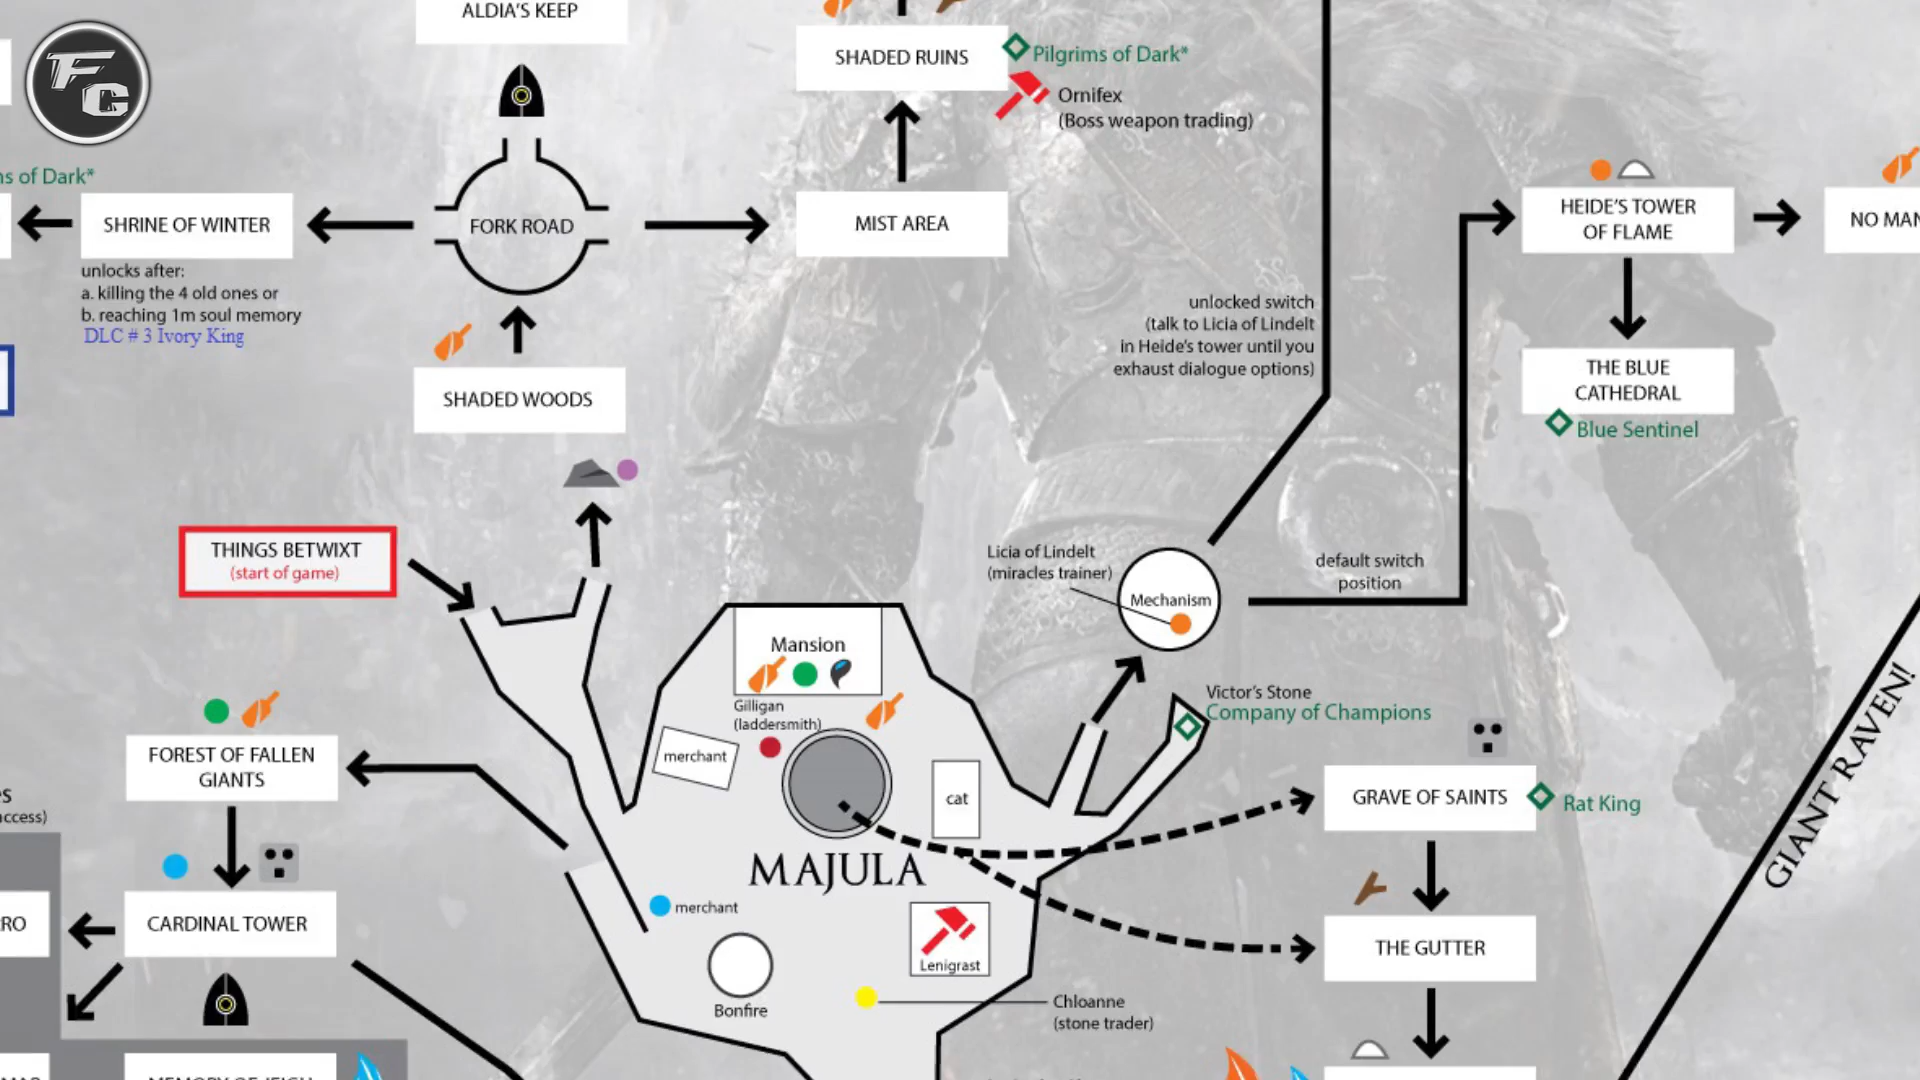 ALDIA'S KEEP
FC
SHADED RUINS
Pilgrims of Dark*
Ornifex
(Boss weapon trading)
of Dark*
SHRINE OF WINTER
unlocks after:
a. killing the 4 old ones or
b. reaching 1m soul memory
DLC # 3 Ivory King
FORK ROAD
MIST AREA
HEIDE'S TOWER
OF FLAME
NO MAN
unlocked switch
(talk to Licia of Lindelt
in Heide's tower until you
exhaust dialogue options)
THE BLUE
CATHEDRAL
Blue Sentinel
SHADED WOODS
THINGS BETWIXT
(start of game)
Licia of Lindelt
(miracles trainer)
Mechanism
default switch
position
Mansion
Gilligan
(laddersmith)
merchant
cat
Victor's Stone
Company of Champions
FOREST OF FALLEN
GIANTS
GRAVE OF SAINTS
Rat King
GIANT RAVEN!
MAJULA
merchant
CARDINAL TOWER
RO
Lenigrast
THE GUTTER
Bonfire
Chloanne
(stone trader)